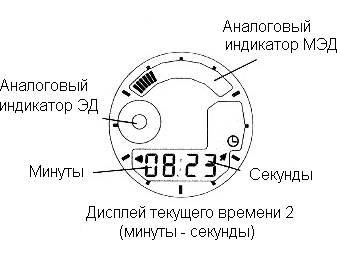 Аналоговый
индикатор МЭД
Аналоговый
индикатор ЭД
Минуты
08:23
Секунды
Дисплей текущего времени 2
(минуты - секунды)